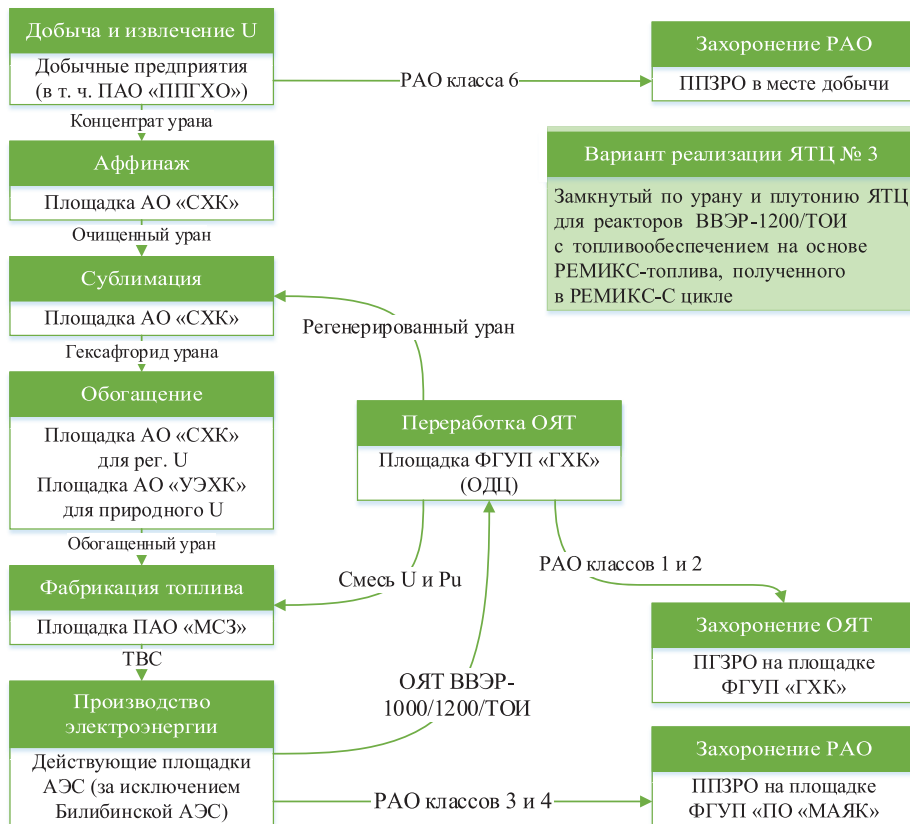 Добыча и извлечение U
Добычные предприятия
(в т. ч. ПАО «ППГХО»)
РАО класса 6
Захоронение РАО
ППЗРО в месте добычи
Концентрат урана
Аффинаж
Площадка АО «СХК»
Очищенный уран
Вариант реализации ЯТЦ № 3
Замкнутый по урану и плутонию ЯТЦ
для реакторов ВВЭР-1200/ТОИ
с топливообеспечением на основе
РЕМИКС-топлива, полученного
в РЕМИКС-С цикле
Сублимация
Площадка АО «СХК»
Регенерированный уран
Гексафторид урана
Обогащение
Площадка АО «СХК»
для рег. U
Площадка АО «УЭХК»
для природного U
Переработка ОЯТ
Площадка ФГУП «ГХК»
(ОДЦ)
Обогащенный уран
Смесь U и Pu
РАО классов 1 и 2
Фабрикация топлива
Площадка ПАО «МСЗ»
Захоронение ОЯТ
ПГЗРО на площадке
ФГУП «ГХК»
ТВС
ОЯТ ВВЭР-
1000/1200/ТОИ
Производство
электроэнергии
Действующие площадки
АЭС (за исключением
Билибинской АЭС)
РАО классов 3 и 4
Захоронение РАО
ППЗРО на площадке
ФГУП «ПО «МАЯК»